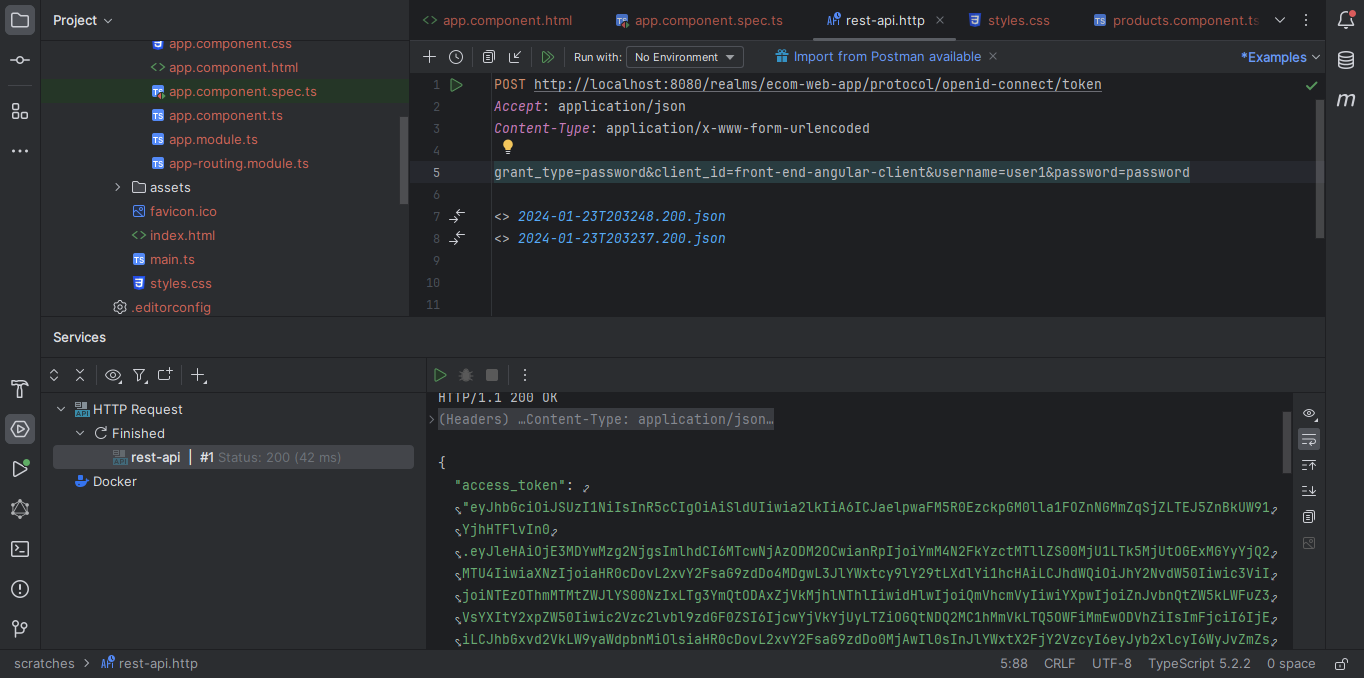 Project
app.component.html
app.component.spec.ts
rest-api.http
styles.css
products.component.ts
app.component.css
app.component.html
app.component.spec.ts
app.component.ts
app.module.ts
app-routing.module.ts
assets
favicon.ico
index.html
main.ts
styles.css
.editorconfig
Run with: No Environment
Import from Postman available
*Examples
1 POST http://localhost:8080/realms/ecom-web-app/protocol/openid-connect/token
2 Accept: application/json
3 Content-Type: application/x-www-form-urlencoded
4
5 grant_type=password&client_id=front-end-angular-client&username=user1&password=password
6
7 <> 2024-01-23T203248.200.json
8 <> 2024-01-23T203237.200.json
9
10
11
m
Services
HTTP Request
Finished
API rest-api | #1 Status: 200 (42 ms)
Docker
HTTP/1.1 200 OK
(Headers) …Content-Type: application/json…
{
"access_token":
scratches
rest-api.http
5:88 CRLF UTF-8 TypeScript 5.2.2 0 space